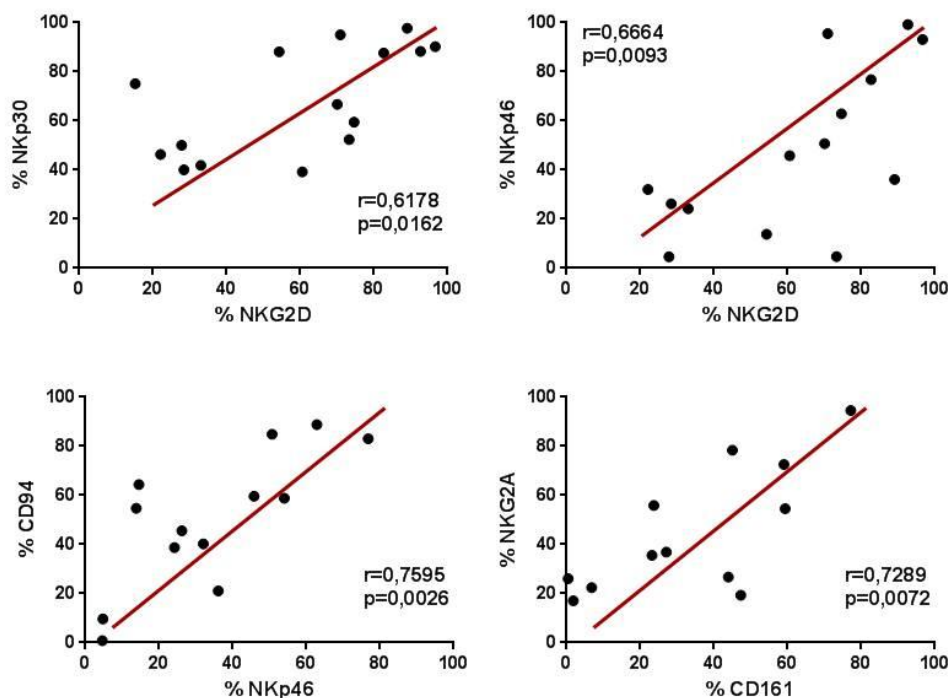 % NKp30
100
80
60
40
20
0
0 20 40 60 80 100
% NKG2D
r=0,6178
p=0,0162
% NKp46
100
80
60
40
20
0
0 20 40 60 80 100
% NKG2D
r=0,6664
p=0,0093
% CD94
100
80
60
40
20
0
0 20 40 60 80 100
% NKp46
r=0,7595
p=0,0026
% NKG2A
100
80
60
40
20
0
0 20 40 60 80 100
% CD161
r=0,7289
p=0,0072